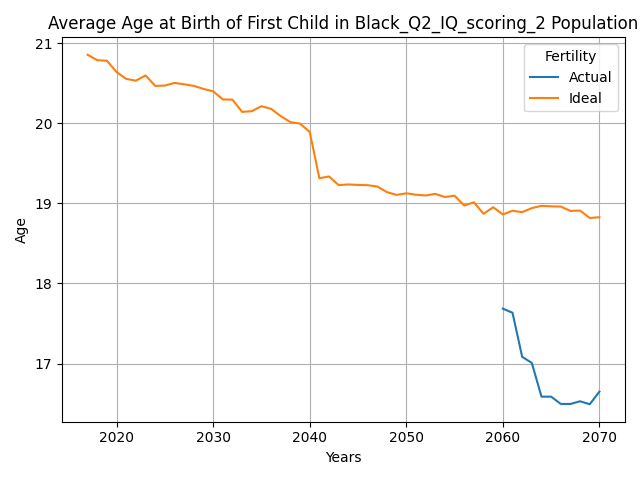 Average Age at Birth of First Child in Black_Q2_IQ_scoring_2 Population
Fertility
Actual
Ideal
Age
21
20
19
18
17
2020 2030 2040 2050 2060 2070
Years